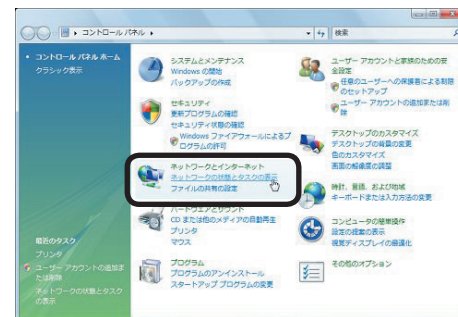 コントロール パネル
検索
コントロール パネル ホーム
クラシック表示
システムとメンテナンス
Windows の開始
バックアップの作成
セキュリティ
更新プログラムの確認
セキュリティ状態の確認
Windows ファイアウォールによるプ
ログラムの許可
ネットワークとインターネット
ネットワークの状態とタスクの表示
ファイルの共有の設定
ハードウェアとサウンド
CD または他のメディアの自動再生
プリンタ
マウス
プログラム
プログラムのアンインストール
スタートアップ プログラムの変更
ユーザー アカウントと家族のための安
全設定
任意のユーザーへの保護者による制限
のセットアップ
ユーザー アカウントの追加または削
除
デスクトップのカスタマイズ
デスクトップの背景の変更
色のカスタマイズ
画面の解像度の調整
時計、言語、および地域
キーボードまたは入力方法の変更
コンピュータの簡単操作
設定の提案の表示
視覚ディスプレイの最適化
その他のオプション
最近のタスク
プリンタ
ユーザー アカウントの追加ま
たは削除
ネットワークの状態とタスク
の表示